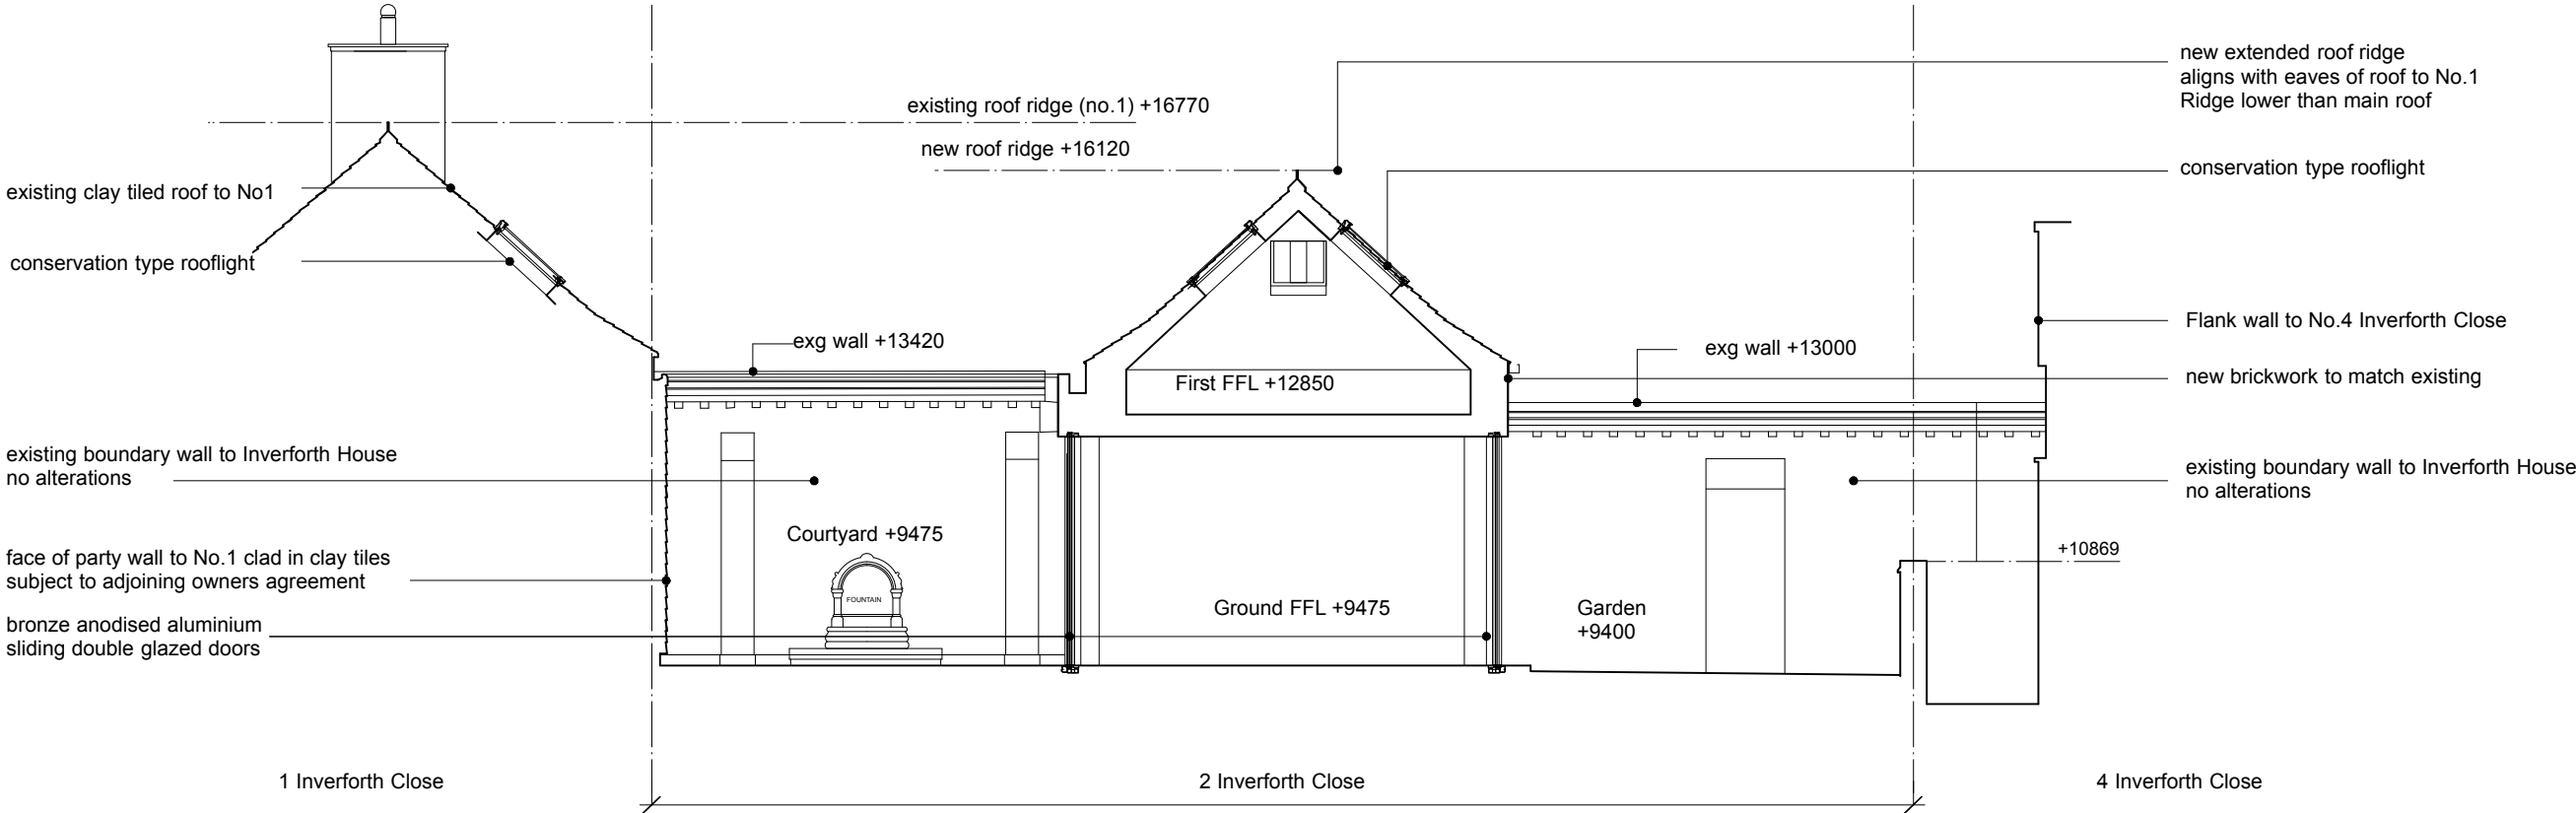 new extended roof ridge
aligns with eaves of roof to No.1
Ridge lower than main roof
existing roof ridge (no.1) +16770
new roof ridge +16120
conservation type rooflight
existing clay tiled roof to No1
conservation type rooflight
Flank wall to No.4 Inverforth Close
exg wall +13420
exg wall +13000
new brickwork to match existing
First FFL +12850
existing boundary wall to Inverforth House
no alterations
existing boundary wall to Inverforth House
no alterations
Courtyard +9475
face of party wall to No.1 clad in clay tiles
subject to adjoining owners agreement
+10869
FOUNTAIN
Ground FFL +9475
Garden
+9400
bronze anodised aluminium
sliding double glazed doors
1 Inverforth Close
2 Inverforth Close
4 Inverforth Close